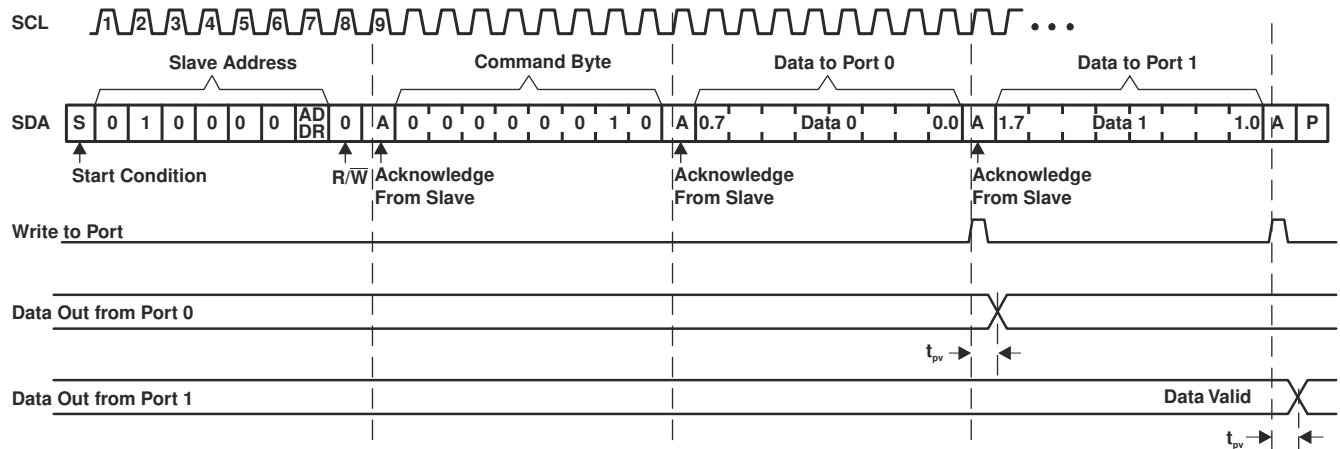 SCL 1 2 3 4 5 6 7 8 9 • • •
Slave Address Command Byte Data to Port 0 Data to Port 1
SDA S 0 1 0 0 0 0 AD DR 0 A 0 0 0 0 0 0 1 0 A 0.7 Data 0 0.0 A 1.7 Data 1 1.0 A P
Start Condition R/W̅ Acknowledge From Slave Acknowledge From Slave Acknowledge From Slave
Write to Port
Data Out from Port 0
tpv
Data Out from Port 1 Data Valid
tpv